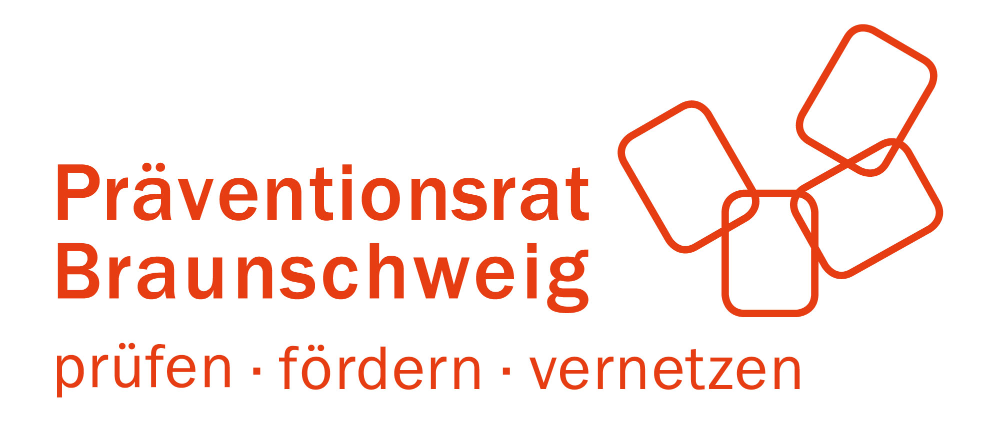 Präventionsrat
Braunschweig
prüfen · fördern · vernetzen